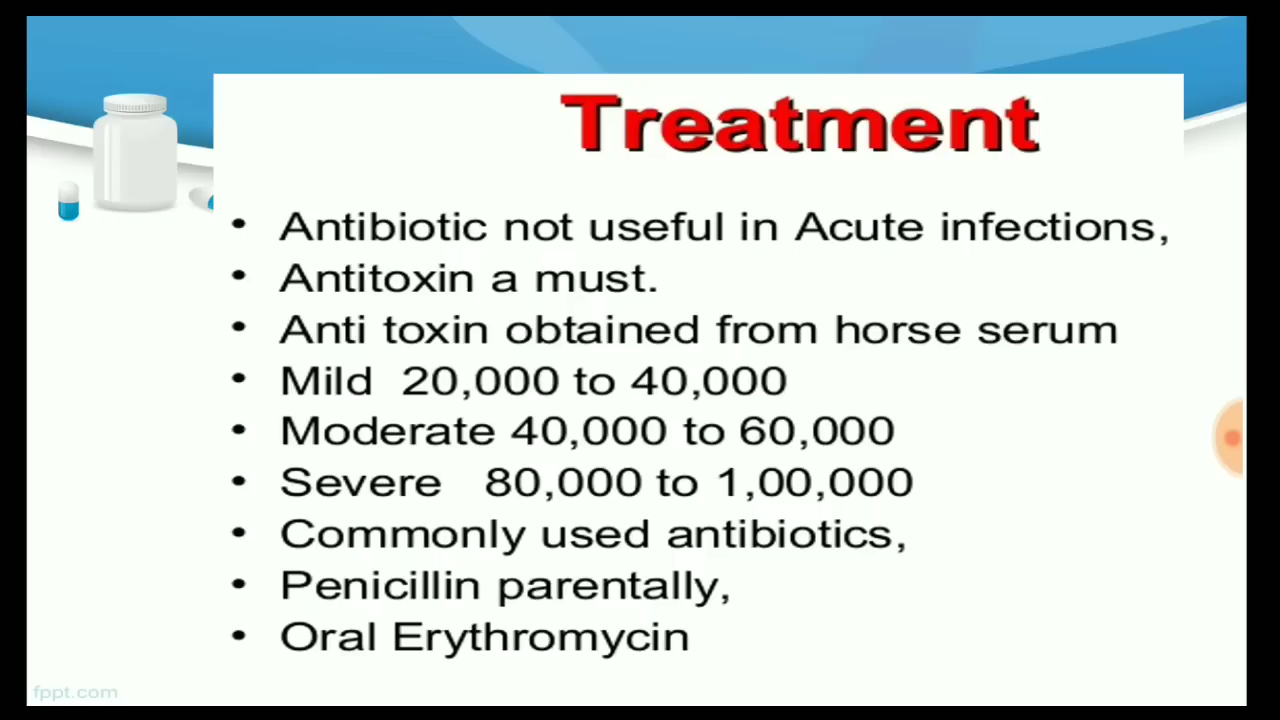 Treatment
• Antibiotic not useful in Acute infections,
• Antitoxin a must.
• Anti toxin obtained from horse serum
• Mild 20,000 to 40,000
• Moderate 40,000 to 60,000
• Severe 80,000 to 1,00,000
• Commonly used antibiotics,
• Penicillin parentally,
• Oral Erythromycin
fppt.com